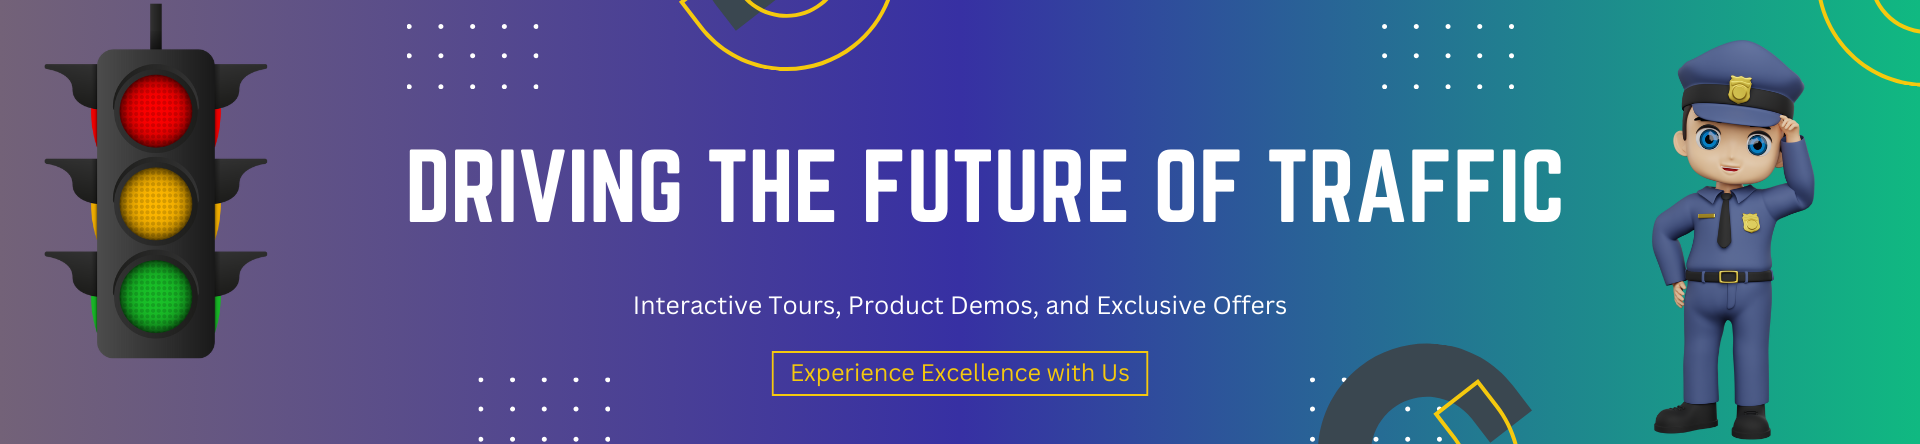 DRIVING THE FUTURE OF TRAFFIC
Interactive Tours, Product Demos, and Exclusive Offers
Experience Excellence with Us